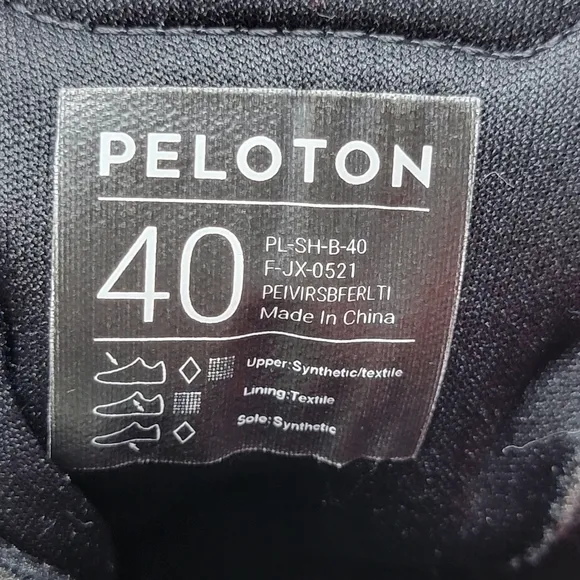 PELOTON
40
PL-SH-B-40
F-JX-0521
PEIVIRSBFERLTI
Made In China
Upper:Synthetic/textile
Lining:Textile
Sole:Synthetic